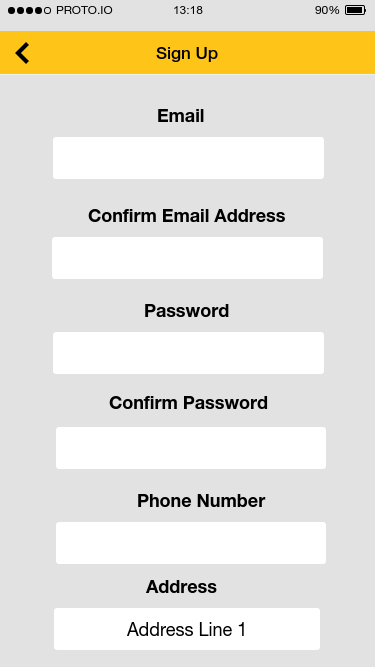 PROTO.IO 13:18 90%
Sign Up
Email
Confirm Email Address
Password
Confirm Password
Phone Number
Address
Address Line 1